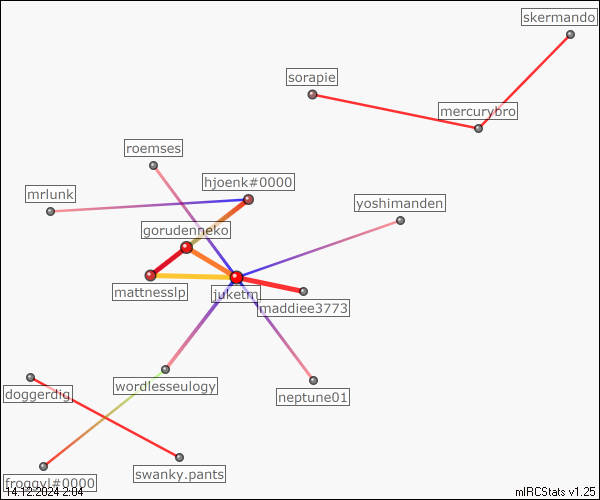 skermando
sorapie
mercurybro
roemses
hjoenk#0000
mrlunk
yoshimanden
gorudenneko
mattnesslp
juketm
maddiee3773
wordlesseulogy
doggerdig
neptune01
froggyl#0000
swanky.pants
14.12.2024 2:04
mIRCStats v1.25